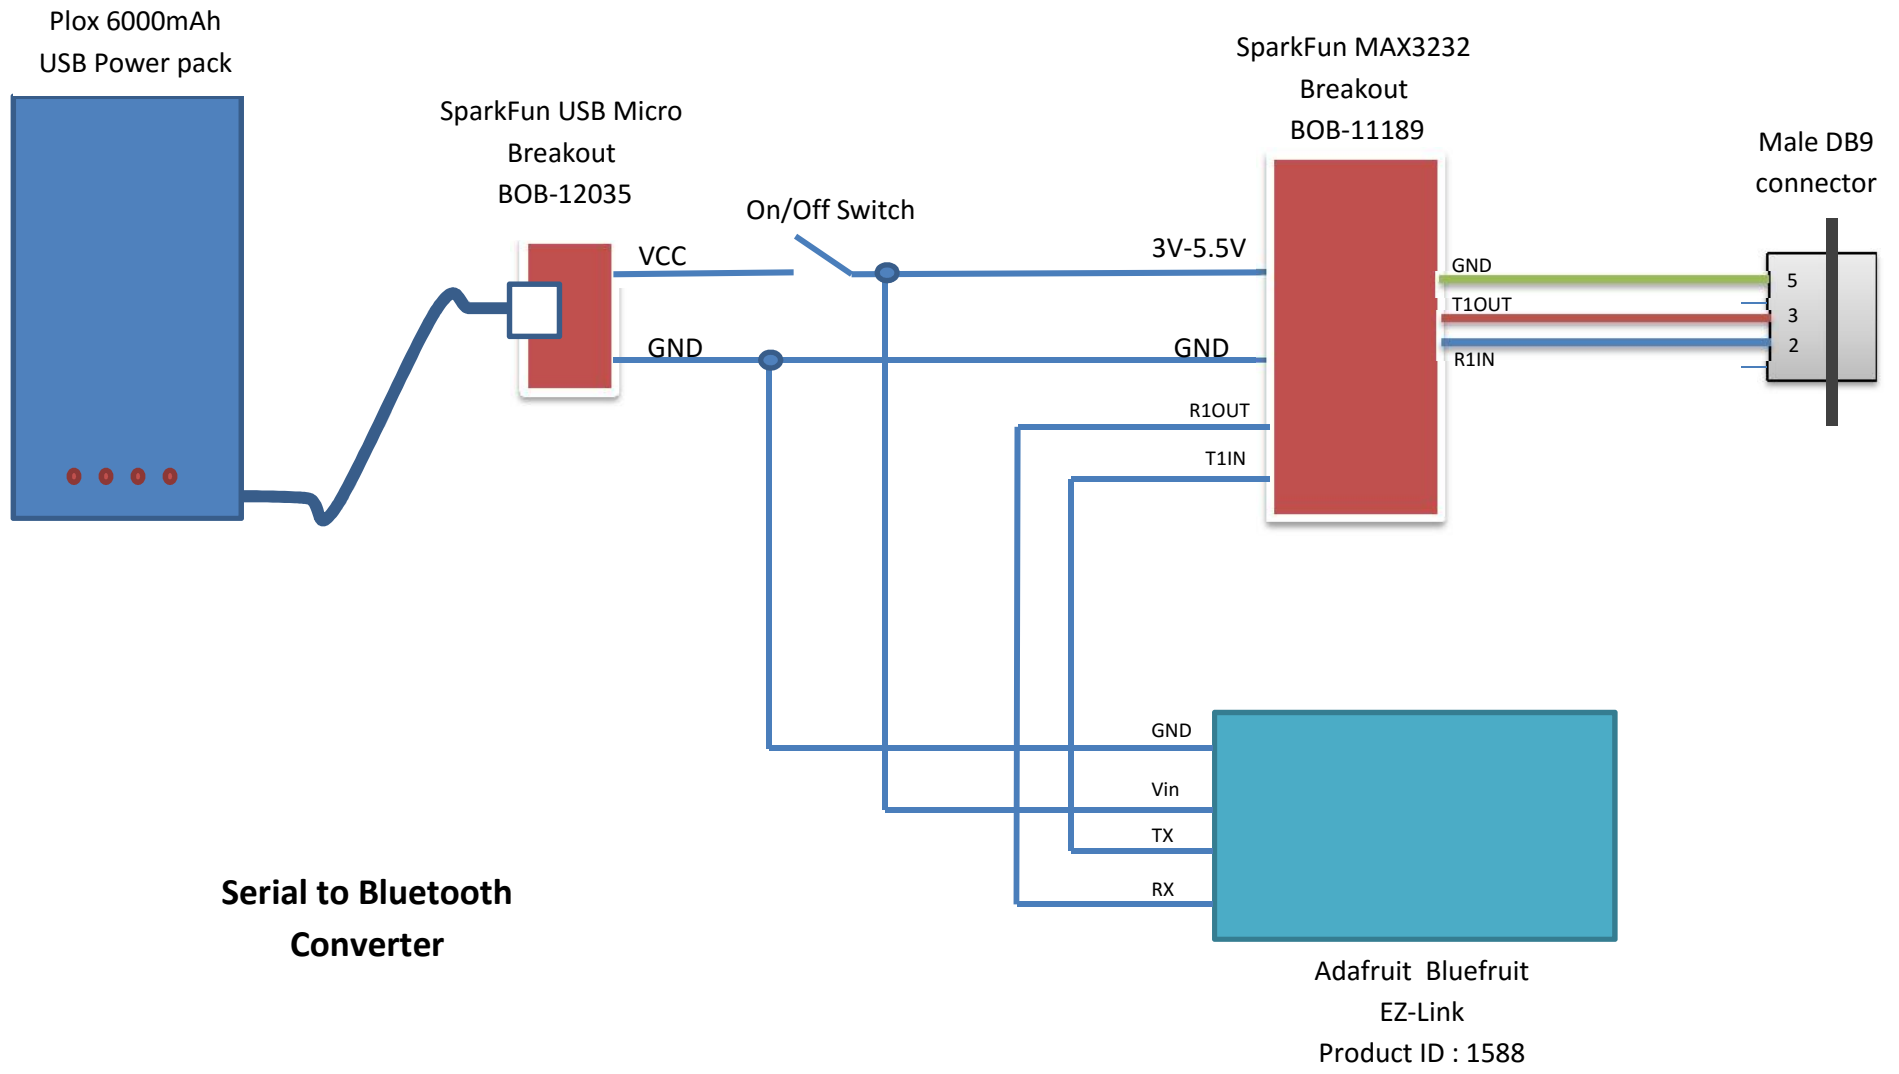 Plox 6000mAh
USB Power pack
SparkFun USB Micro
Breakout
BOB-12035
On/Off Switch
SparkFun MAX3232
Breakout
BOB-11189
Male DB9
connector
VCC
GND
3V-5.5V
GND
R1OUT
T1IN
GND
T1OUT
R1IN
5
3
2
GND
Vin
TX
RX
Serial to Bluetooth
Converter
Adafruit Bluefruit
EZ-Link
Product ID : 1588